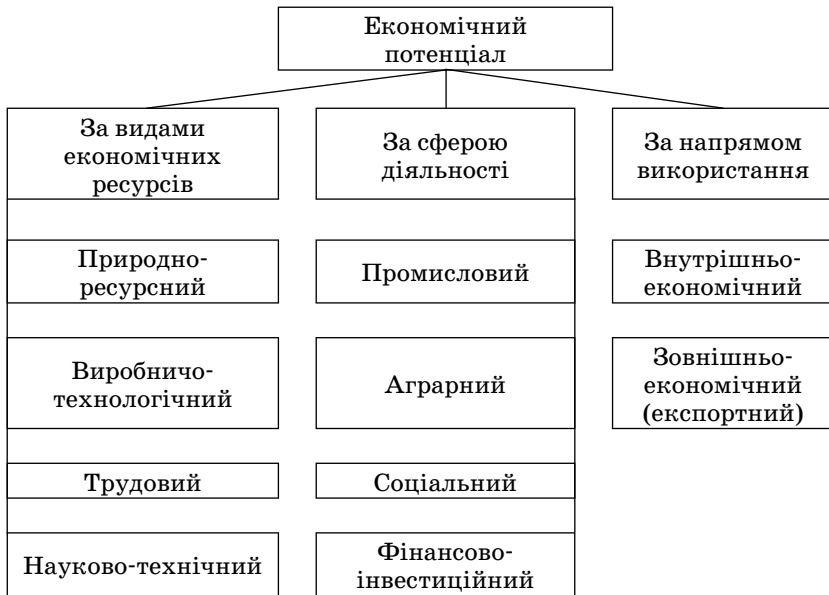 Економічний
потенціал
За видами
економічних
ресурсів
За сферою
діяльності
За напрямом
використання
Природно-
ресурсний
Промисловий
Внутрішньо-
економічний
Виробничо-
технологічний
Аграрний
Зовнішньо-
економічний
(експортний)
Трудовий
Соціальний
Науково-технічний
Фінансово-
інвестиційний